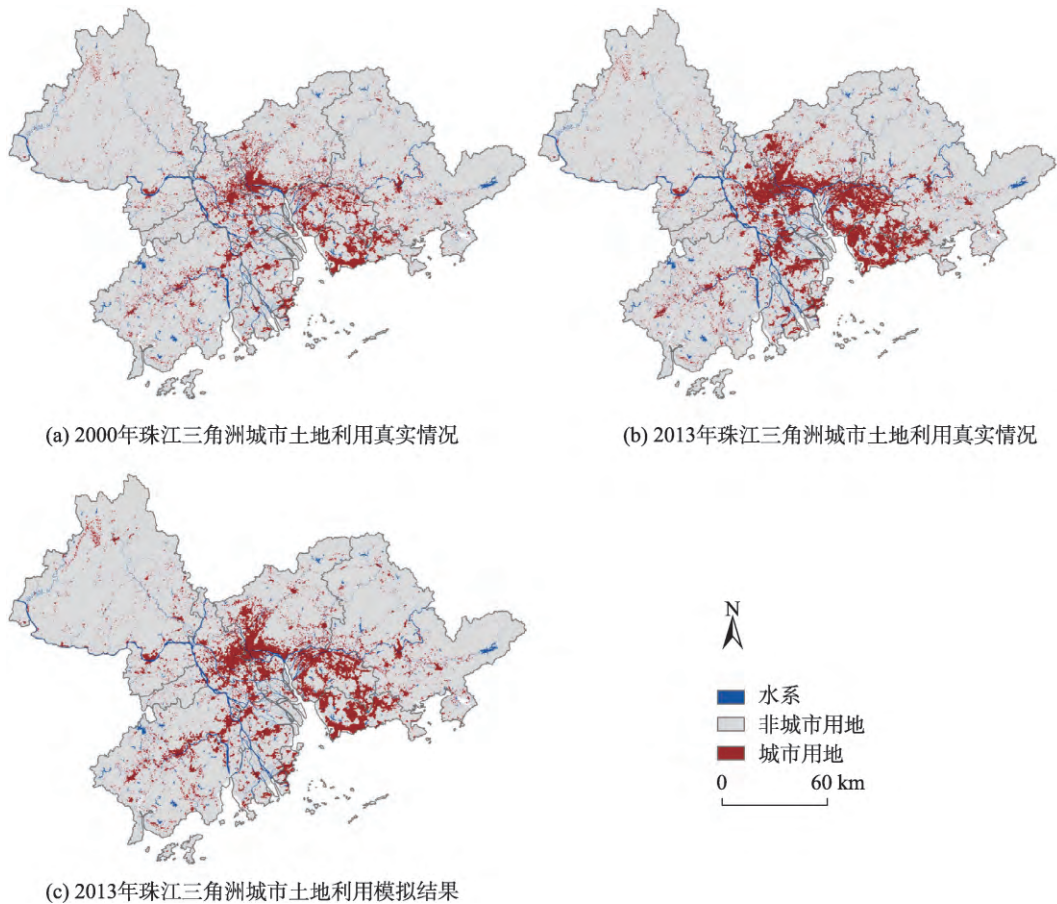 (a) 2000年珠江三角洲城市土地利用真实情况
(b) 2013年珠江三角洲城市土地利用真实情况
N
水系
非城市用地
城市用地
0 60 km
(c) 2013年珠江三角洲城市土地利用模拟结果